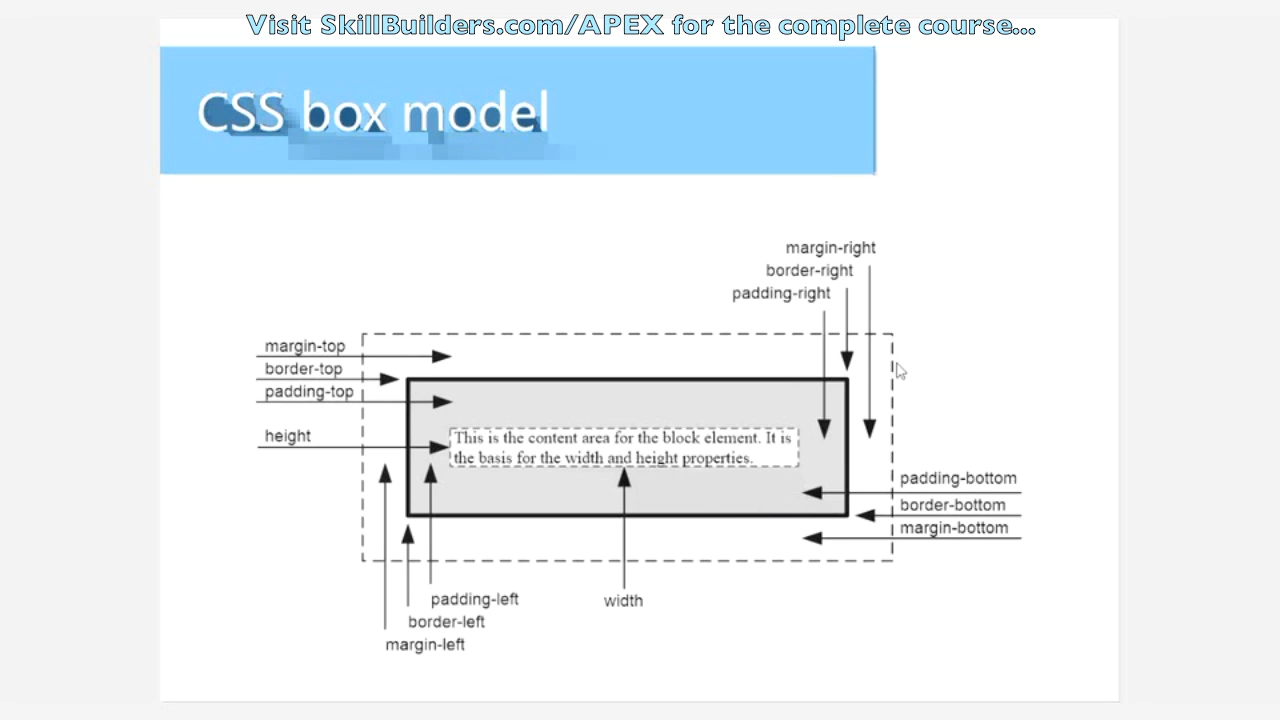 Visit SkillBuilders.com/APEX for the complete course...
CSS box model
margin-right
border-right
padding-right
margin-top
border-top
padding-top
height
This is the content area for the block element. It is
the basis for the width and height properties.
padding-bottom
border-bottom
margin-bottom
padding-left
width
border-left
margin-left